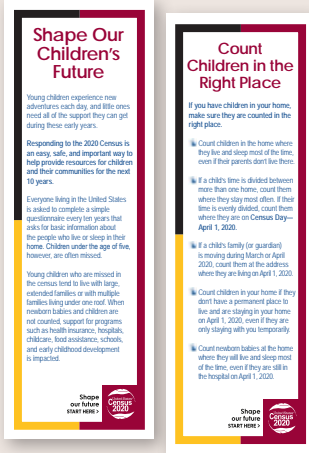 Shape Our
Children's
Future
Young children experience new
adventures each day, and little ones
need all of the support they can get
during these early years.
Responding to the 2020 Census is
an easy, safe, and important way to
help provide resources for children
and their communities for the next
10 years.
Everyone living in the United States
is asked to complete a simple
questionnaire every ten years that
asks for basic information about
the people who live or sleep in their
home. Children under the age of five,
however, are often missed.
Young children who are missed in
the census tend to live with large,
extended families or with multiple
families living under one roof. When
newborn babies and children are
not counted, support for programs
such as health insurance, hospitals,
childcare, food assistance, schools,
and early childhood development
is impacted.
Shape
our future
START HERE >
Census
2020
Count
Children in the
Right Place
If you have children in your home,
make sure they are counted in the
right place.
Count children in the home where
they live and sleep most of the time,
even if their parents don't live there.
If a child's time is divided between
more than one home, count them
where they stay most often. If their
time is evenly divided, count them
where they are on Census Day—
April 1, 2020.
If a child's family (or guardian)
is moving during March or April
2020, count them at the address
where they are living on April 1, 2020.
Count children in your home if they
don't have a permanent place to
live and are staying in your home
on April 1, 2020, even if they are
only staying with you temporarily.
Count newborn babies at the home
where they will live and sleep most
of the time, even if they are still in
the hospital on April 1, 2020.
Shape
our future
START HERE >
Census
2020